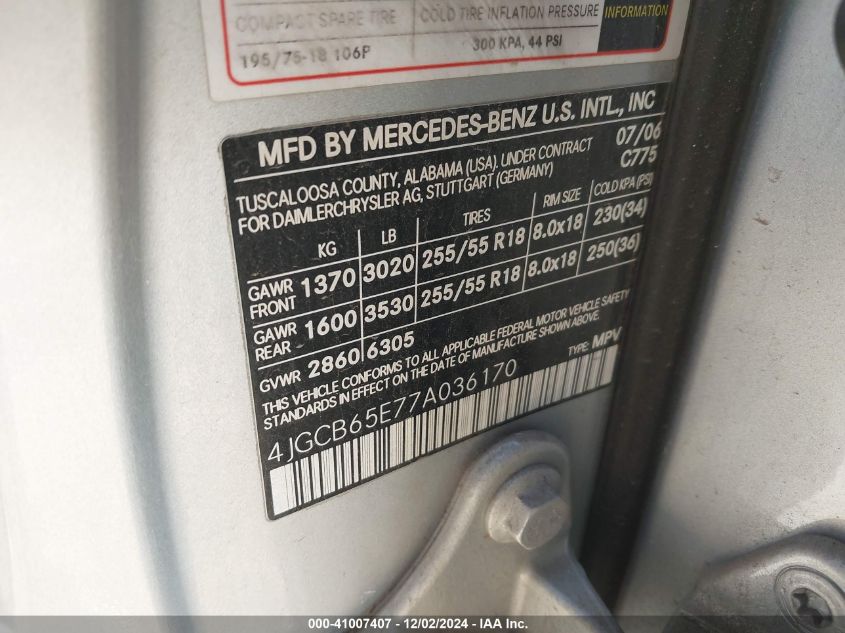 COMPACT SPARE TIRE COLD TIRE INFLATION PRESSURE INFORMATION
195/75-18 106P 300 KPA, 44 PSI
MFD BY MERCEDES-BENZ U.S. INTL., INC
TUSCALOOSA COUNTY, ALABAMA (USA). UNDER CONTRACT 07/06
FOR DAIMLERCHRYSLER AG, STUTTGART (GERMANY) C775
KG LB TIRES RIM SIZE COLD KPA (PSI)
GAWR FRONT 1370 3020 255/55 R18 8.0x18 230(34)
GAWR REAR 1600 3530 255/55 R18 8.0x18 250(36)
GVWR 2860 6305
THIS VEHICLE CONFORMS TO ALL APPLICABLE FEDERAL MOTOR VEHICLE SAFETY
STANDARDS IN EFFECT ON THE DATE OF MANUFACTURE SHOWN ABOVE.
TYPE: MPV
4JGCB65E77A036170
000-41007407 - 12/02/2024 - IAA Inc.